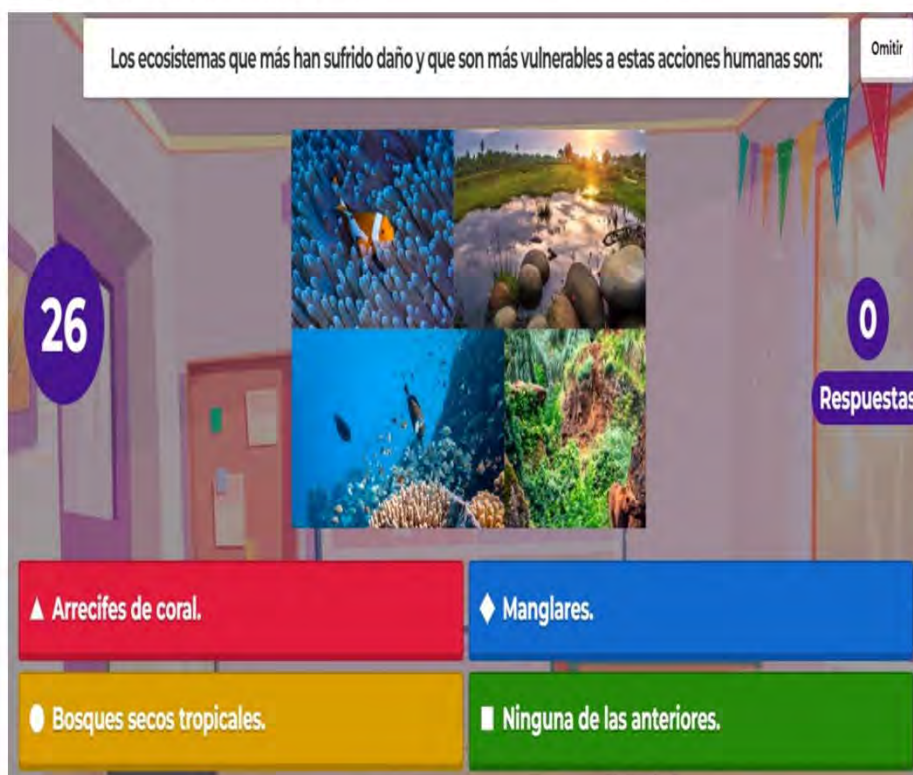 Los ecosistemas que más han sufrido daño y que son más vulnerables a estas acciones humanas son:
Omitir
26
0
Respuestas
Arrecifes de coral.
Manglares.
Bosques secos tropicales.
Ninguna de las anteriores.